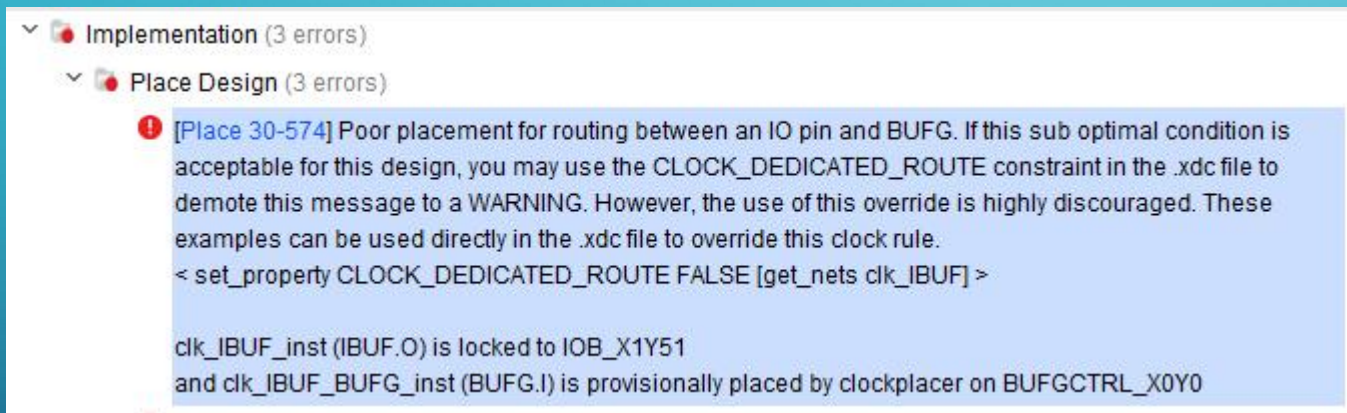 Implementation (3 errors)
Place Design (3 errors)
[Place 30-574] Poor placement for routing between an IO pin and BUFG. If this sub optimal condition is
acceptable for this design, you may use the CLOCK_DEDICATED_ROUTE constraint in the .xdc file to
demote this message to a WARNING. However, the use of this override is highly discouraged. These
examples can be used directly in the .xdc file to override this clock rule.
< set_property CLOCK_DEDICATED_ROUTE FALSE [get_nets clk_IBUF] >
clk_IBUF_inst (IBUF.O) is locked to IOB_X1Y51
and clk_IBUF_BUFG_inst (BUFG.I) is provisionally placed by clockplacer on BUFGCTRL_X0Y0